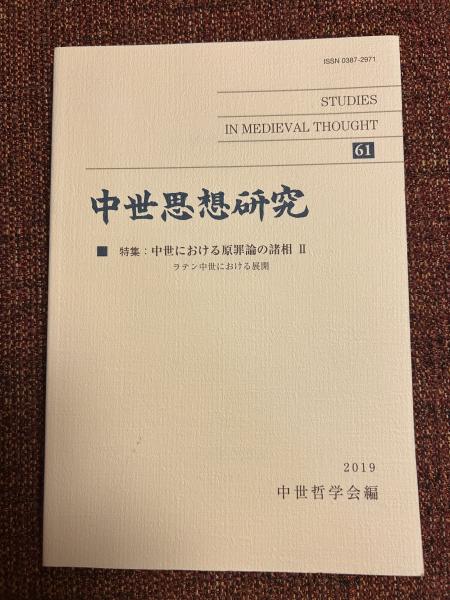 ISSN 0387-2971
STUDIES
IN MEDIEVAL THOUGHT
61
中世思想研究
■ 特集:中世における原罪論の諸相 II
ラテン中世における展開
2019
中世哲学会編